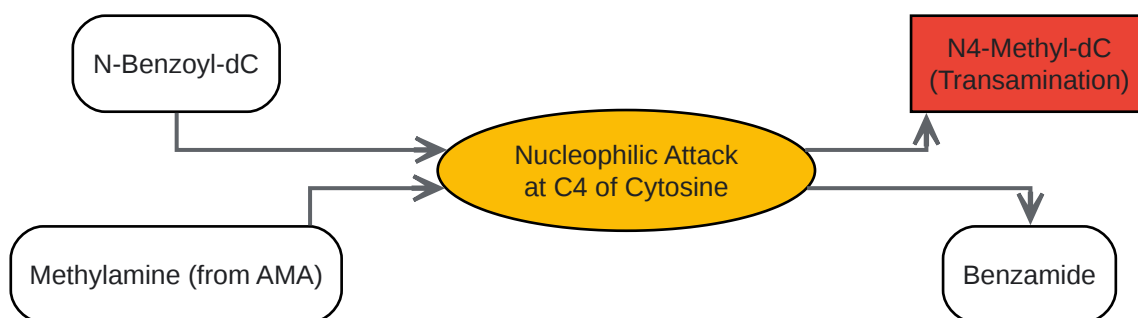 N-Benzoyl-dC
N4-Methyl-dC
(Transamination)
Nucleophilic Attack
at C4 of Cytosine
Methylamine (from AMA)
Benzamide